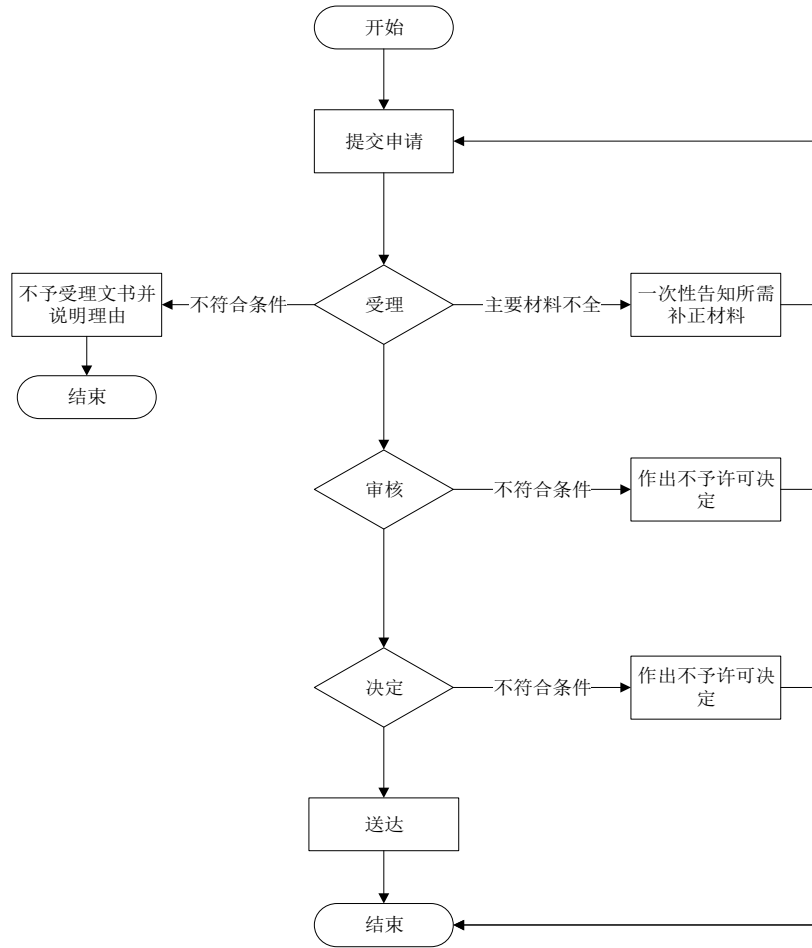 开始
提交申请
不予受理文书并
说明理由
不符合条件
受理
主要材料不全
一次性告知所需
补正材料
结束
审核
不符合条件
作出不予许可决
定
决定
不符合条件
作出不予许可决
定
送达
结束